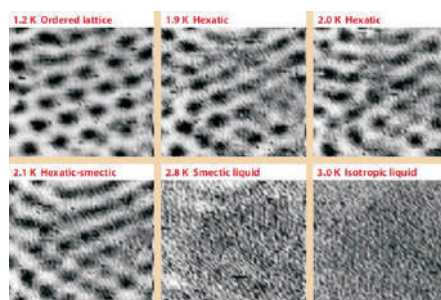 1.2 K Ordered lattice
1.9 K Hexatic
2.0 K Hexatic
2.1 K Hexatic-smectic
2.8 K Smectic liquid
3.0 K Isotropic liquid